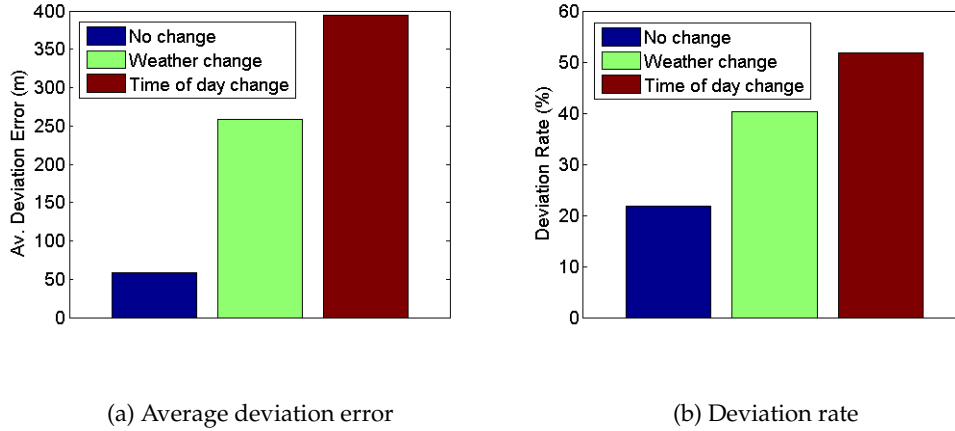 400
350
300
250
200
150
100
50
0
Av. Deviation Error (m)
No change
Weather change
Time of day change
(a) Average deviation error
60
50
40
30
20
10
0
Deviation Rate (%)
No change
Weather change
Time of day change
(b) Deviation rate